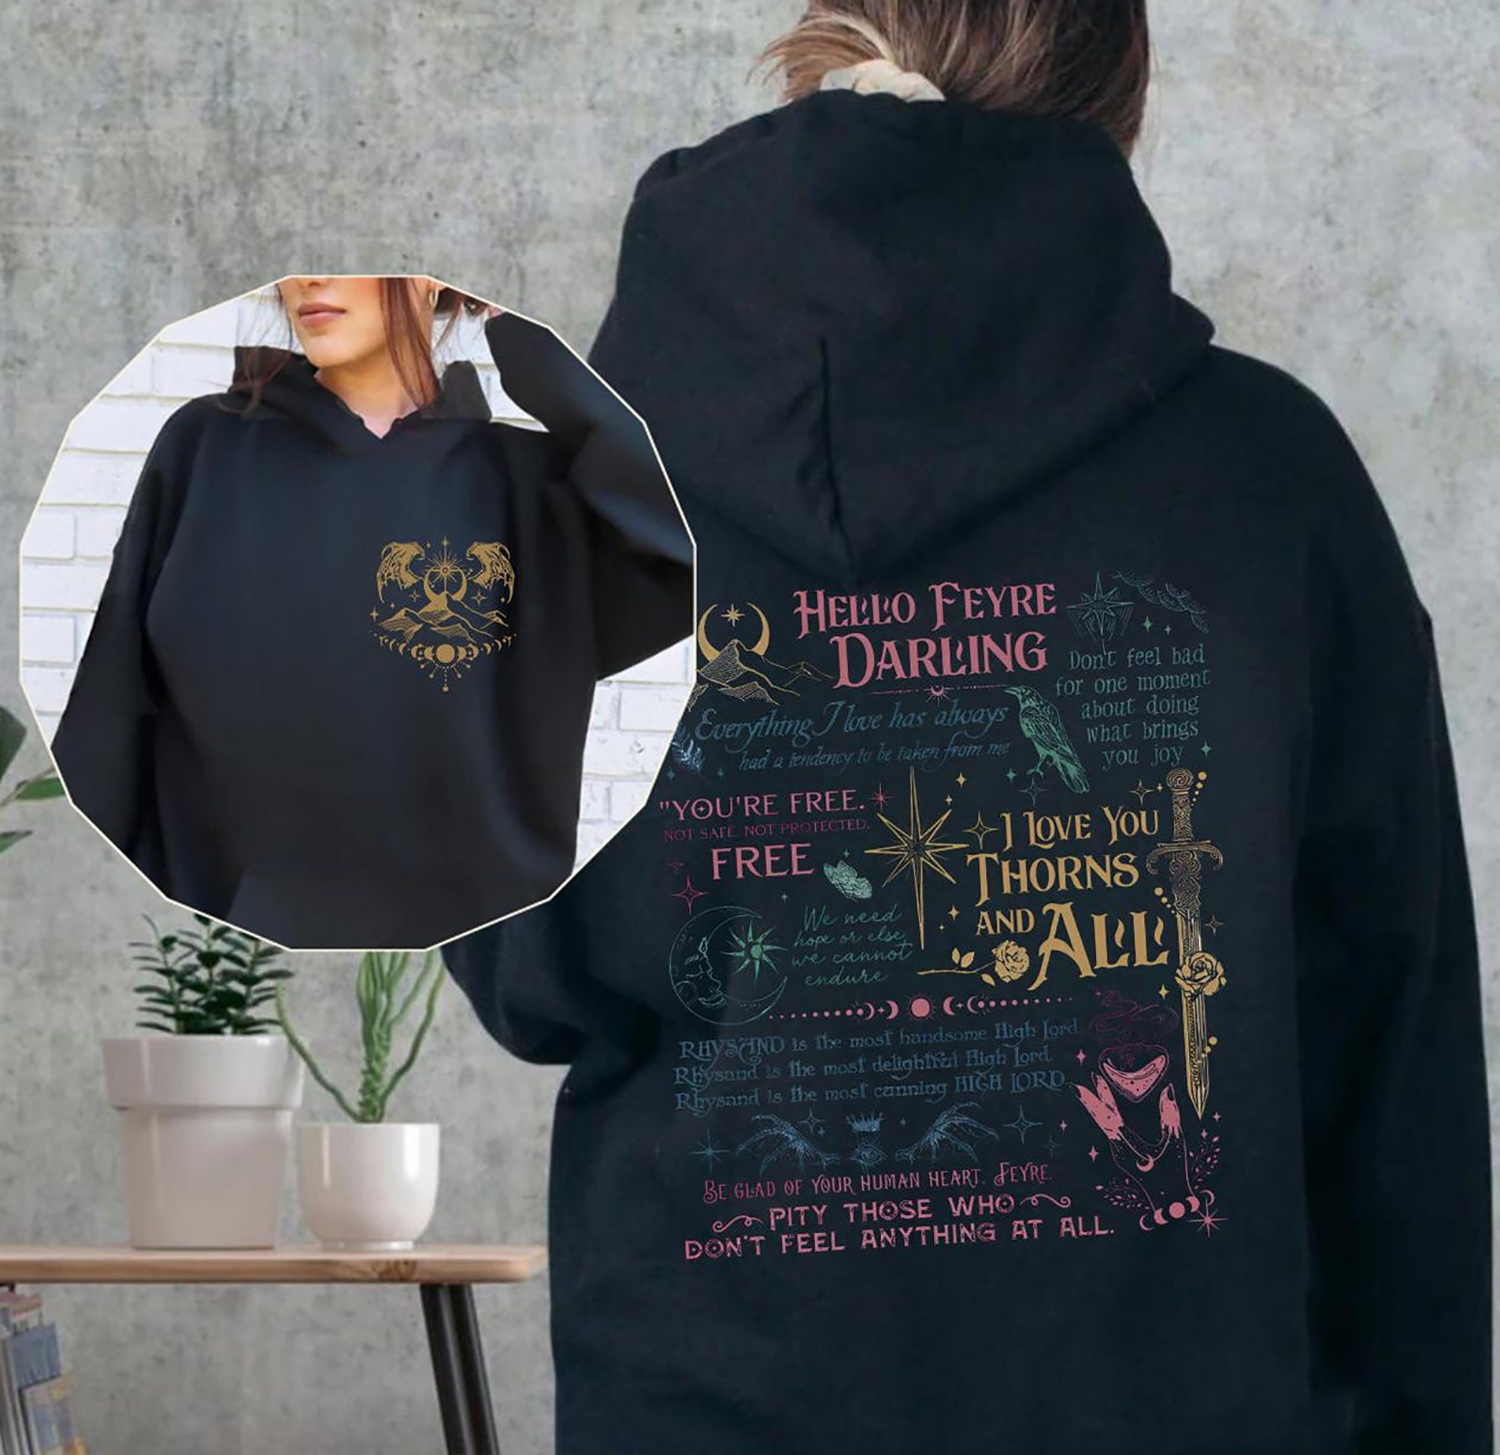 HELLO FEYRE
DARLING
Don't feel bad
for one moment
about doing
what brings
you joy
Everything I love has always
had a tendency to be taken from me
"YOU'RE FREE.
NOT SAFE. NOT PROTECTED.
FREE
I LOVE YOU
THORNS
AND ALL
We need
hope or else
we cannot
endure
RHYSAND is the most handsome High Lord.
Rhysand is the most delightful High Lord.
Rhysand is the most cunning HIGH LORD.
BE GLAD OF YOUR HUMAN HEART, FEYRE.
PITY THOSE WHO
DON'T FEEL ANYTHING AT ALL.